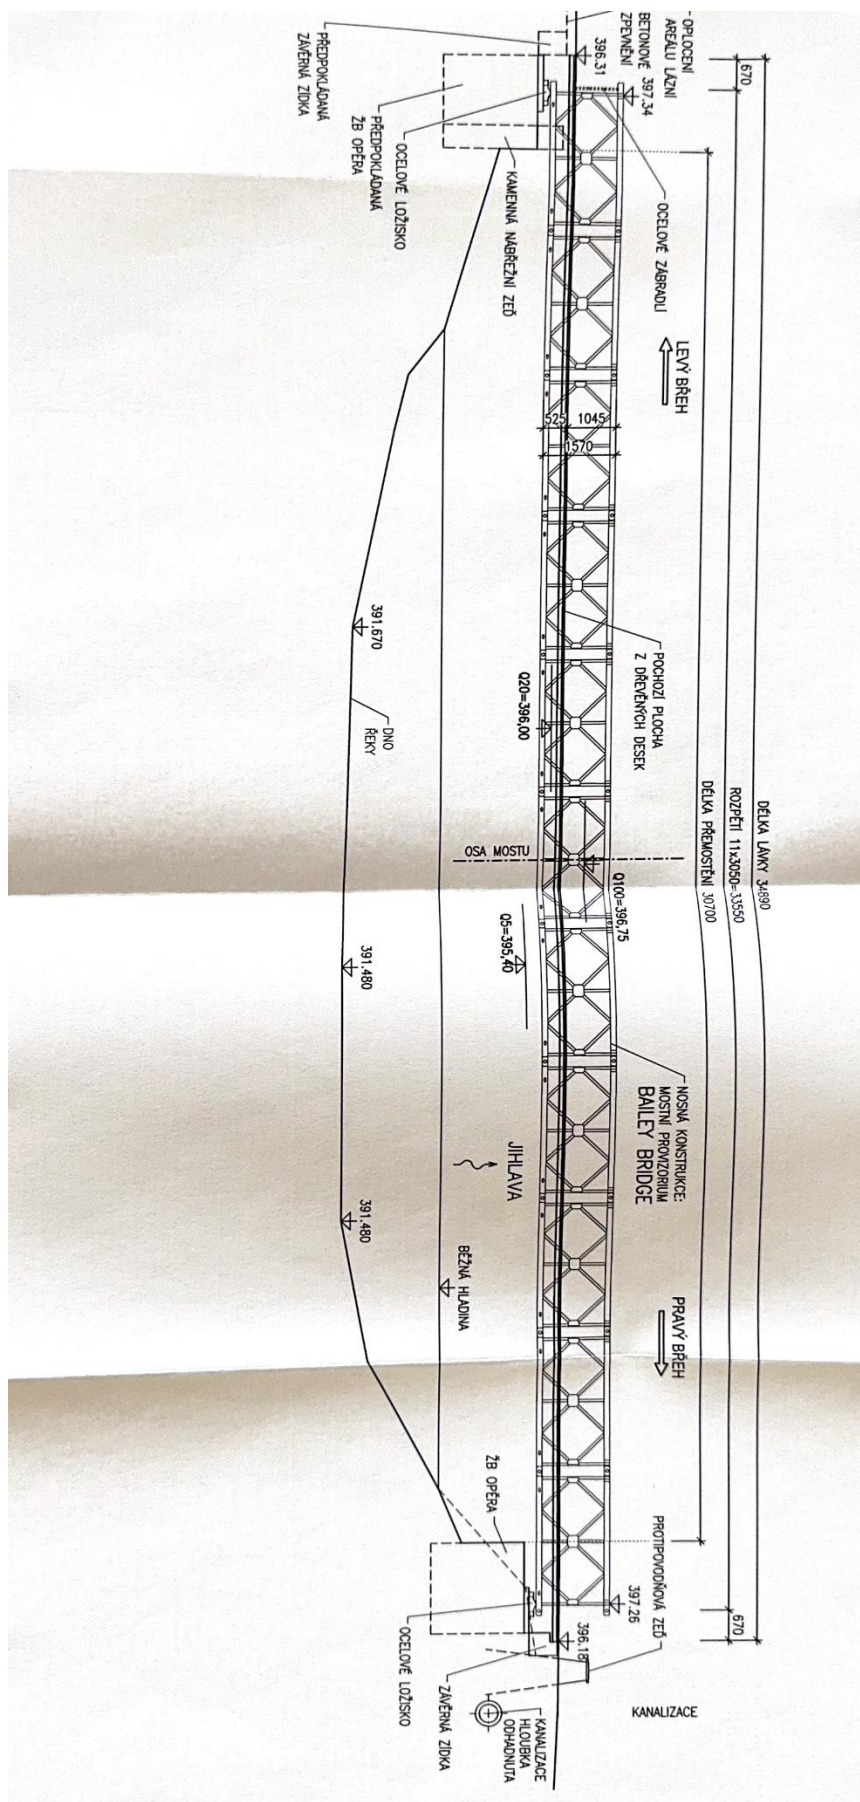 DÉLKA LÁVKY 34890
670
ROZPĚTÍ 11x3050=33550
670
DÉLKA PŘEMOSTĚNÍ 30700
OPLOCENÍ
AREÁLU LÁZNÍ
BETONOVÉ
ZPEVNĚNÍ
397.34
396.31
OCELOVÉ ZÁBRADLÍ
LEVÝ BŘEH
525
1045
1570
POCHOZÍ PLOCHA
Z DŘEVĚNÝCH DESEK
Q20=396,00
OSA MOSTU
Q100=396,75
Q5=395,40
NOSNÁ KONSTRUKCE:
MOSTNÍ PROVIZORIUM
BAILEY BRIDGE
PRAVÝ BŘEH
PROTIPOVODŇOVÁ ZEĎ
397.26
396.18
KANALIZACE
PŘEDPOKLÁDANÁ
ZÁVĚRNÁ ZÍDKA
PŘEDPOKLÁDANÁ
ŽB OPĚRA
OCELOVÉ LOŽISKO
KAMENNÁ NÁBŘEŽNÍ ZEĎ
391.670
DNO
ŘEKY
391.480
391.480
JIHLAVA
BĚŽNÁ HLADINA
ŽB OPĚRA
OCELOVÉ LOŽISKO
ZÁVĚRNÁ ZÍDKA
KANALIZACE
HLOUBKA
ODHADNUTA